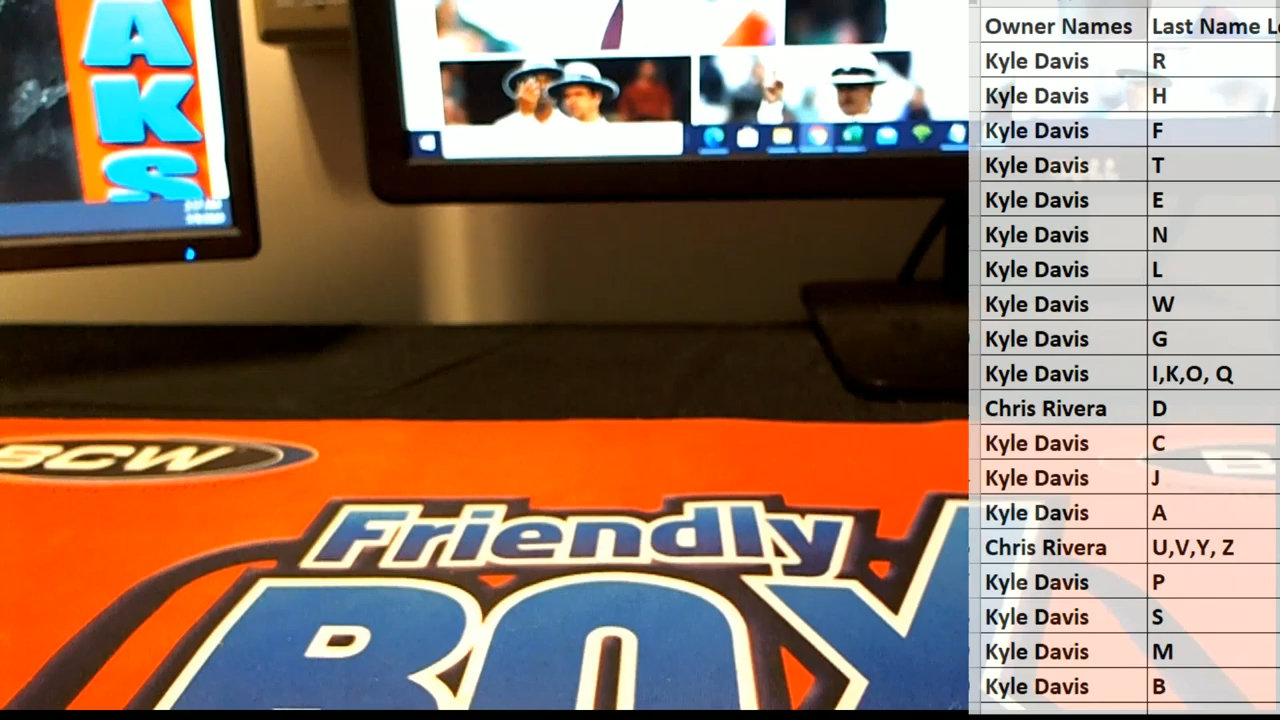 AKS
BCW
Friendly
BOX
Owner Names Last Name
Kyle Davis R
Kyle Davis H
Kyle Davis F
Kyle Davis T
Kyle Davis E
Kyle Davis N
Kyle Davis L
Kyle Davis W
Kyle Davis G
Kyle Davis I,K,O, Q
Chris Rivera D
Kyle Davis C
Kyle Davis J
Kyle Davis A
Chris Rivera U,V,Y, Z
Kyle Davis P
Kyle Davis S
Kyle Davis M
Kyle Davis B